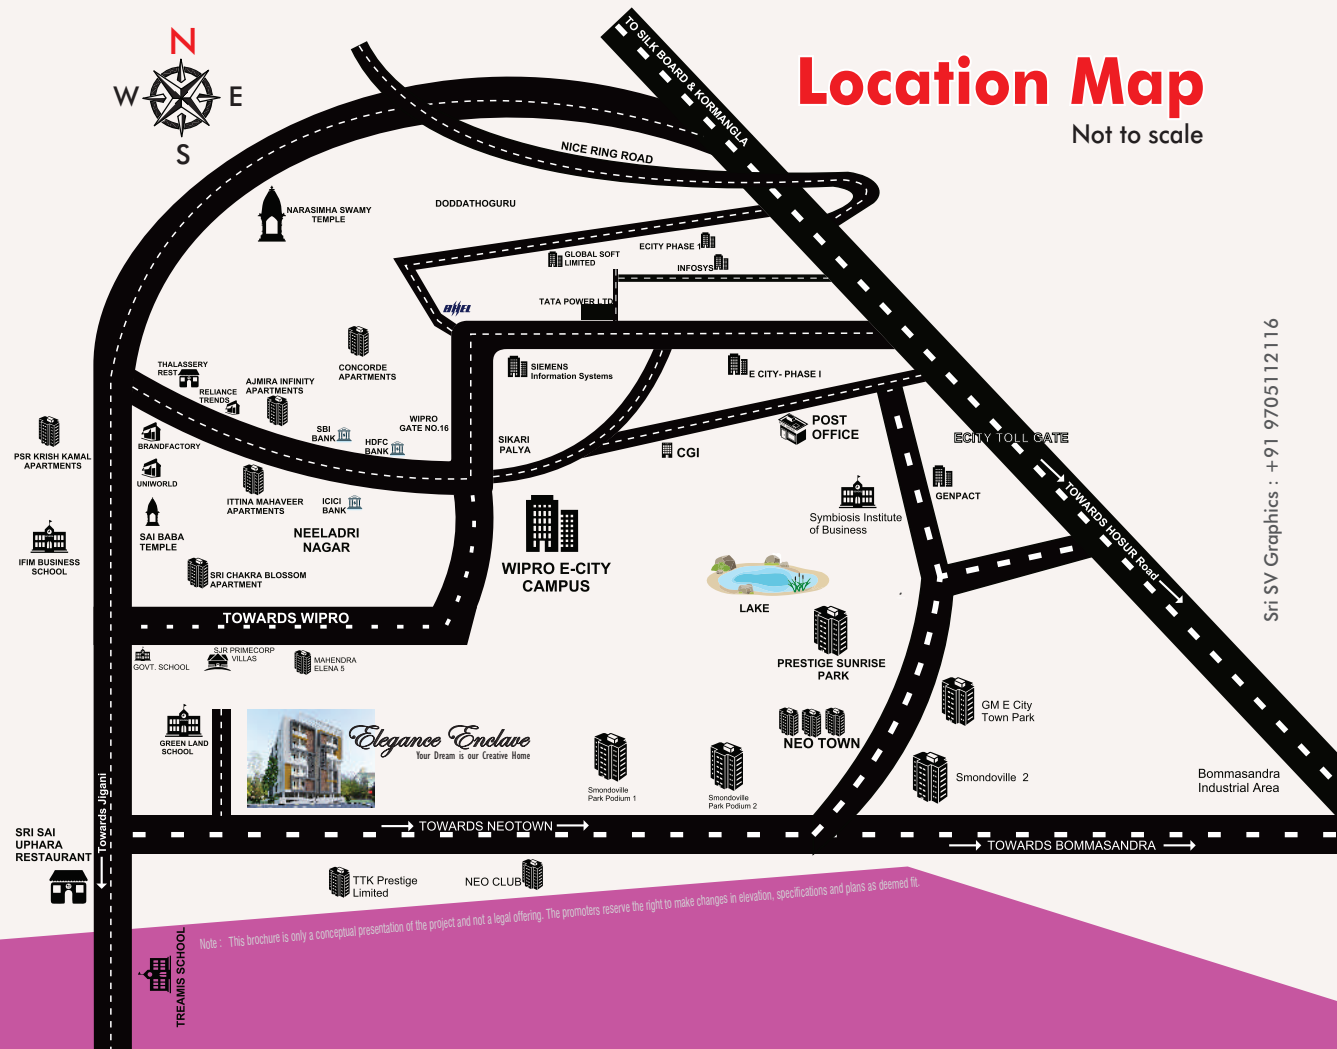 N
W
E
S
Location Map
Not to scale
TO SILK BOARD & KORMANGLA
NICE RING ROAD
NARASIMHA SWAMY
TEMPLE
DODDATHOGURU
ECITY PHASE 1
GLOBAL SOFT
LIMITED
INFOSYS
TATA POWER LTD
BHEL
THALASSERY
REST
CONCORDE
APARTMENTS
SIEMENS
Information Systems
E CITY- PHASE I
RELIANCE
TRENDS
AJMIRA INFINITY
APARTMENTS
WIPRO
GATE NO.16
SBI
BANK
HDFC
BANK
SIKARI
PALYA
POST
OFFICE
ECITY TOLL GATE
CGI
BRANDFACTORY
PSR KRISH KAMAL
APARTMENTS
UNIWORLD
ITTINA MAHAVEER
APARTMENTS
ICICI
BANK
GENPACT
TOWARDS HOSUR Road
Symbiosis Institute
of Business
SAI BABA
TEMPLE
NEELADRI
NAGAR
IFIM BUSINESS
SCHOOL
SRI CHAKRA BLOSSOM
APARTMENT
WIPRO E-CITY
CAMPUS
LAKE
TOWARDS WIPRO
GOVT. SCHOOL
SJR PRIMECORP
VILLAS
MAHENDRA
ELENA 5
PRESTIGE SUNRISE
PARK
GM E City
Town Park
GREEN LAND
SCHOOL
Elegance Enclave
Your Dream is our Creative Home
NEO TOWN
Smondoville 2
Bommasandra
Industrial Area
Smondoville
Park Podium 1
Smondoville
Park Podium 2
Towards Jigani
TOWARDS NEOTOWN
TOWARDS BOMMASANDRA
SRI SAI
UPHARA
RESTAURANT
TTK Prestige
Limited
NEO CLUB
Note : This brochure is only a conceptual presentation of the project and not a legal offering. The promoters reserve the right to make changes in elevation, specifications and plans as deemed fit.
TREAMIS SCHOOL
Sri SV Graphics : +91 9705112116